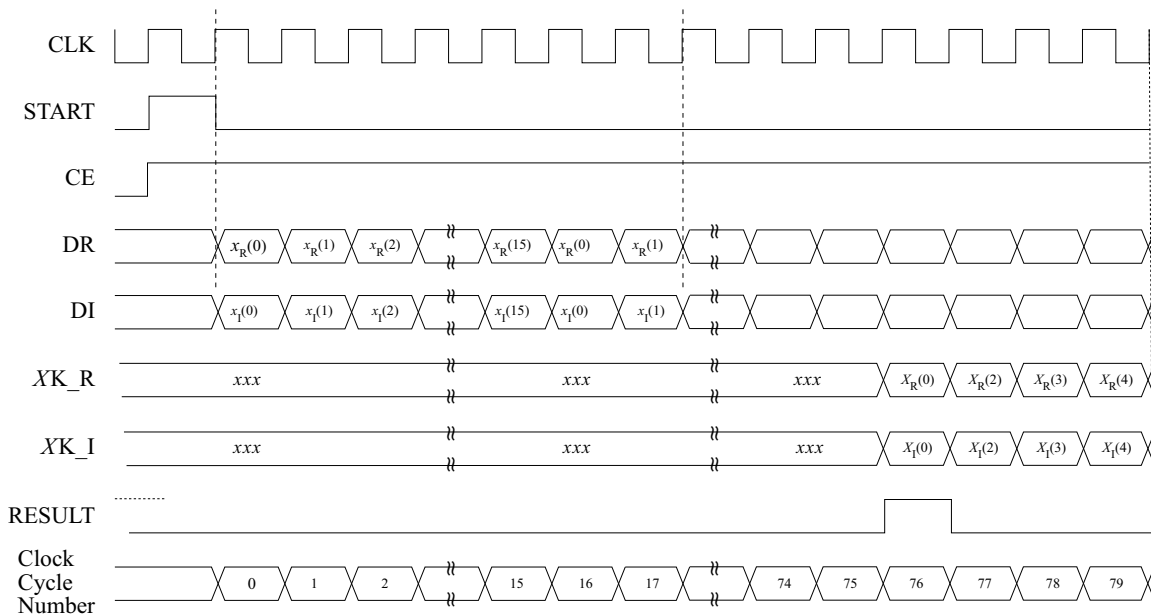 CLK
START
CE
DR x_R(0) x_R(1) x_R(2) x_R(15) x_R(0) x_R(1)
DI x_I(0) x_I(1) x_I(2) x_I(15) x_I(0) x_I(1)
XK_R xxx xxx xxx X_R(0) X_R(2) X_R(3) X_R(4)
XK_I xxx xxx xxx X_I(0) X_I(2) X_I(3) X_I(4)
RESULT
Clock
Cycle 0 1 2 15 16 17 74 75 76 77 78 79
Number